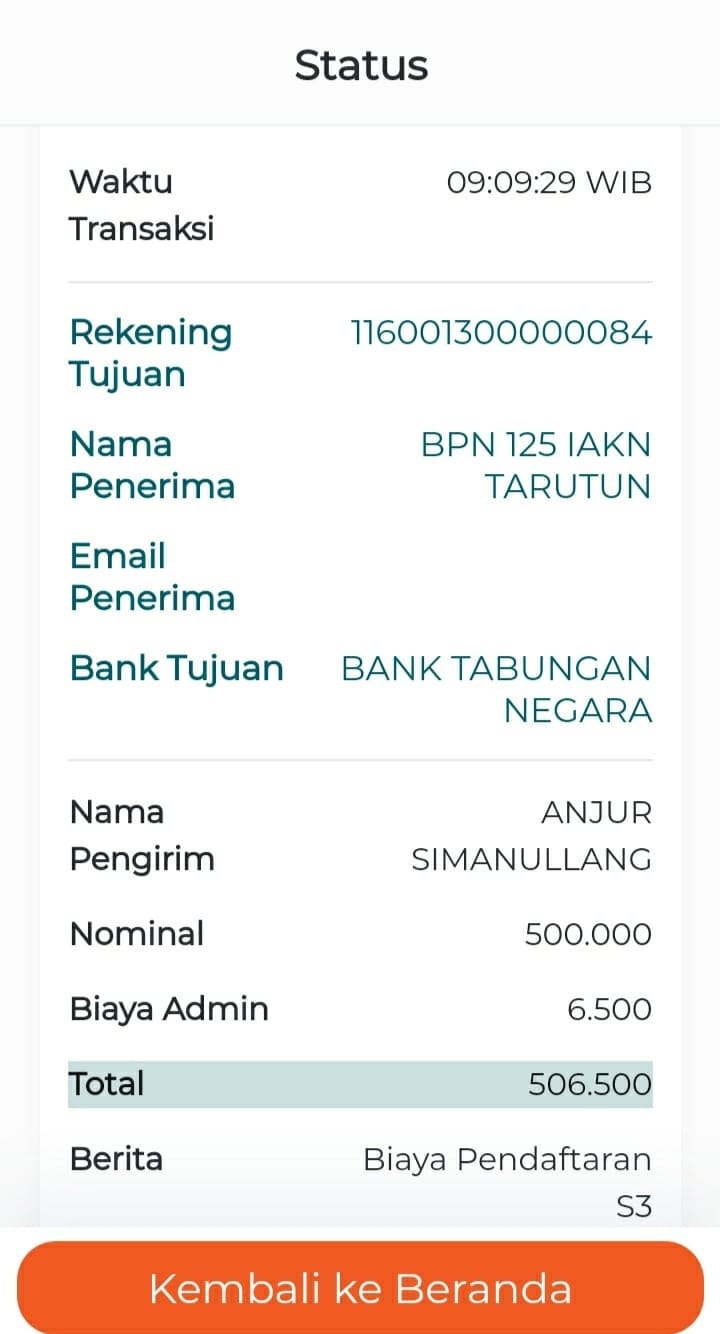 Status
Waktu Transaksi 09:09:29 WIB
Rekening Tujuan 116001300000084
Nama Penerima BPN 125 IAKN TARUTUN
Email Penerima
Bank Tujuan BANK TABUNGAN NEGARA
Nama Pengirim ANJUR SIMANULLANG
Nominal 500.000
Biaya Admin 6.500
Total 506.500
Berita Biaya Pendaftaran S3
Kembali ke Beranda